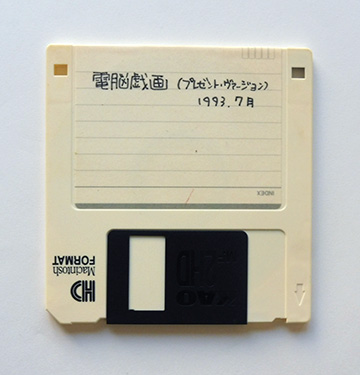 電脳戯画 (プレゼント・ヴァージョン)
1993.7月
INDEX
HD
Macintosh
FORMAT